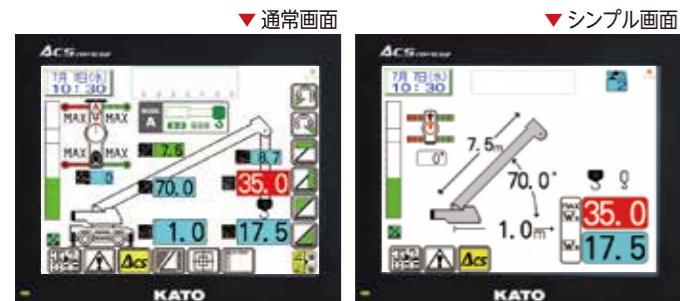 ▼ 通常画面
ACS
7月 7日(水)
10:30
MAX MAX
MAX MAX
A
7.5
8.7
0
70.0
35.0
1.0
17.5
ACS
KATO
▼ シンプル画面
ACS
7月 7日(水)
10:30
2
7.5m
0°
70.0°
1.0m
MAX
35.0
17.5
ACS
KATO